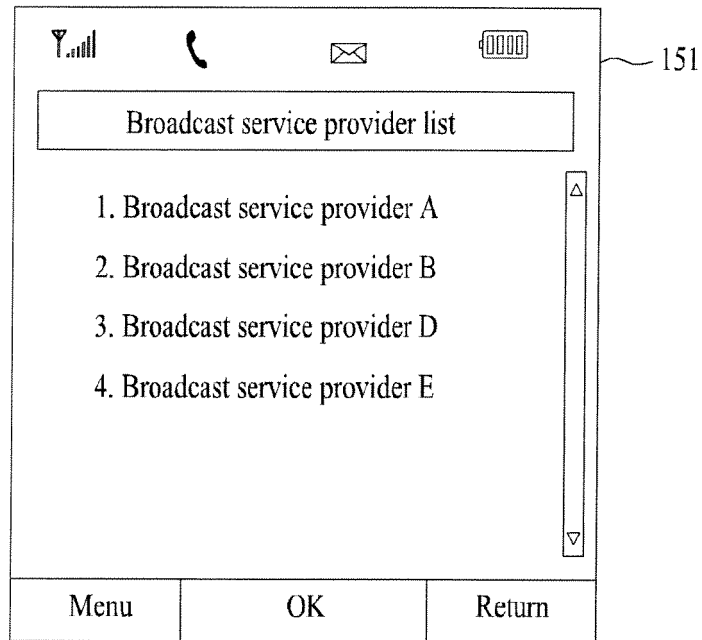 151
Broadcast service provider list
1. Broadcast service provider A
2. Broadcast service provider B
3. Broadcast service provider D
4. Broadcast service provider E
Menu OK Return